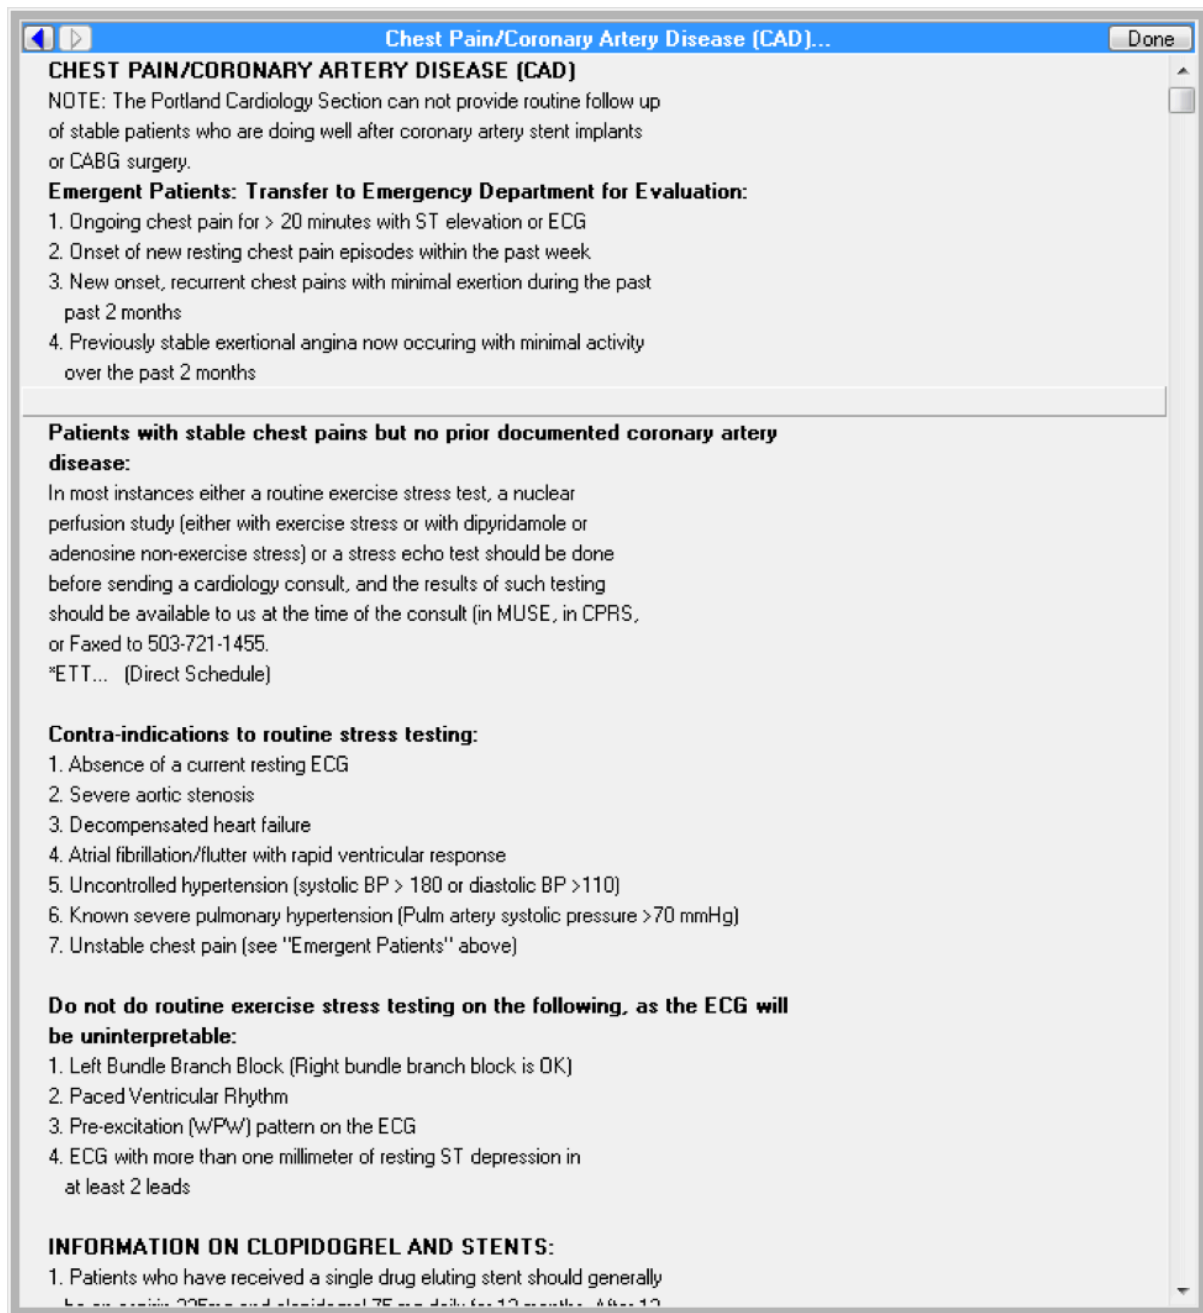 Chest Pain/Coronary Artery Disease (CAD)...
Done
CHEST PAIN/CORONARY ARTERY DISEASE (CAD)
NOTE: The Portland Cardiology Section can not provide routine follow up
of stable patients who are doing well after coronary artery stent implants
or CABG surgery.
Emergent Patients: Transfer to Emergency Department for Evaluation:
1. Ongoing chest pain for > 20 minutes with ST elevation or ECG
2. Onset of new resting chest pain episodes within the past week
3. New onset, recurrent chest pains with minimal exertion during the past
past 2 months
4. Previously stable exertional angina now occuring with minimal activity
over the past 2 months
Patients with stable chest pains but no prior documented coronary artery
disease:
In most instances either a routine exercise stress test, a nuclear
perfusion study (either with exercise stress or with dipyridamole or
adenosine non-exercise stress) or a stress echo test should be done
before sending a cardiology consult, and the results of such testing
should be available to us at the time of the consult (in MUSE, in CPRS,
or Faxed to 503-721-1455.
*ETT... (Direct Schedule)
Contra-indications to routine stress testing:
1. Absence of a current resting ECG
2. Severe aortic stenosis
3. Decompensated heart failure
4. Atrial fibrillation/flutter with rapid ventricular response
5. Uncontrolled hypertension (systolic BP > 180 or diastolic BP >110)
6. Known severe pulmonary hypertension (Pulm artery systolic pressure >70 mmHg)
7. Unstable chest pain (see "Emergent Patients" above)
Do not do routine exercise stress testing on the following, as the ECG will
be uninterpretable:
1. Left Bundle Branch Block (Right bundle branch block is OK)
2. Paced Ventricular Rhythm
3. Pre-excitation (WPW) pattern on the ECG
4. ECG with more than one millimeter of resting ST depression in
at least 2 leads
INFORMATION ON CLOPIDOGREL AND STENTS:
1. Patients who have received a single drug eluting stent should generally